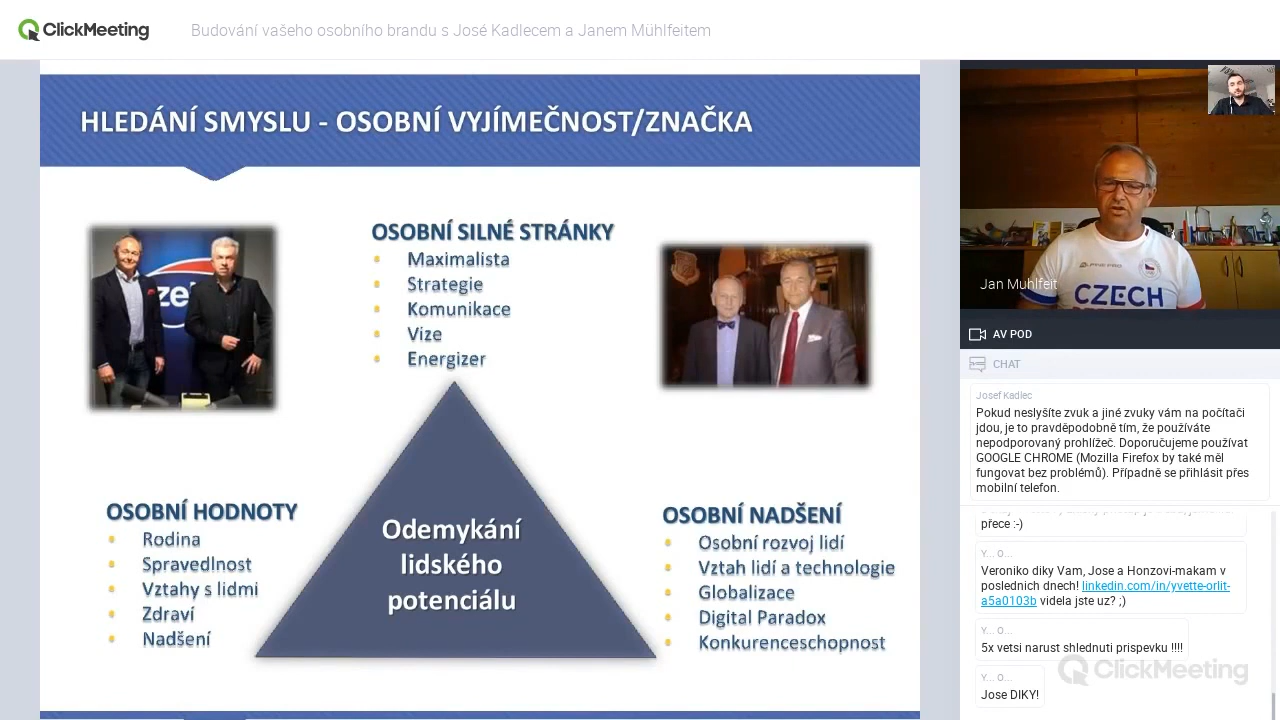 ClickMeeting
Budování vašeho osobního brandu s José Kadlecem a Janem Mühlfeitem
HLEDÁNÍ SMYSLU - OSOBNÍ VYJÍMEČNOST/ZNAČKA
OSOBNÍ SILNÉ STRÁNKY
Maximalista
Strategie
Komunikace
Vize
Energizer
OSOBNÍ HODNOTY
Rodina
Spravedlnost
Vztahy s lidmi
Zdraví
Nadšení
Odemykání
lidského
potenciálu
OSOBNÍ NADŠENÍ
Osobní rozvoj lidí
Vztah lidí a technologie
Globalizace
Digital Paradox
Konkurenceschopnost
CZECH
Jan Muhlfeit
AV POD
CHAT
Josef Kadlec
Pokud neslyšíte zvuk a jiné zvuky vám na počítači
jdou, je to pravděpodobně tím, že používáte
nepodporovaný prohlížeč. Doporučujeme používat
GOOGLE CHROME (Mozilla Firefox by také měl
fungovat bez problémů). Případně se přihlásit přes
mobilní telefon.
přece :-)
Y... O...
Veroniko diky Vam, Jose a Honzovi-makam v
poslednich dnech! linkedin.com/in/yvette-orlit-
a5a0103b videla jste uz? ;)
Y... O...
5x vetsi narust shlednuti prispevku !!!!
ClickMeeting
Y... O...
Jose DIKY!